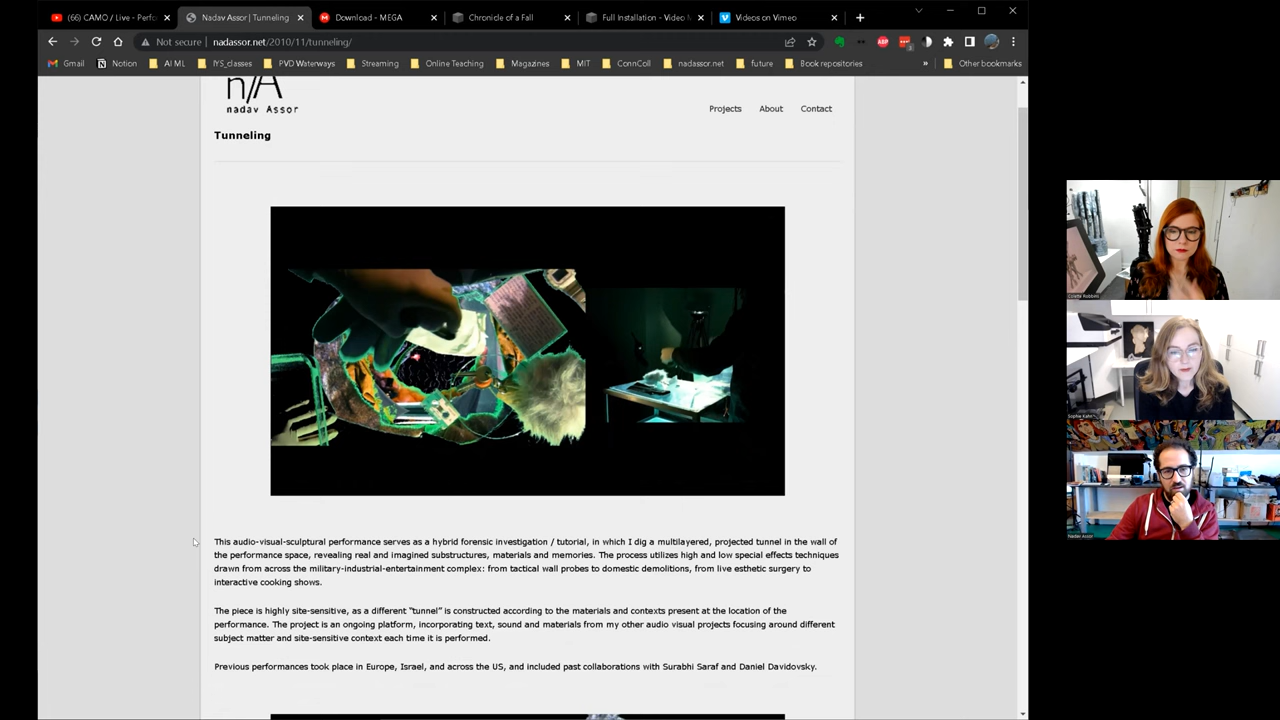 (66) CAMO / Live - Perfo
Nadav Assor | Tunneling
Download - MEGA
Chronicle of a Fall
Full Installation - Video M
Videos on Vimeo
Not secure | nadassor.net/2010/11/tunneling/
Gmail
Notion
AI ML
IYS_classes
PVD Waterways
Streaming
Online Teaching
Magazines
MIT
ConnColl
nadassor.net
future
Book repositories
»
Other bookmarks
n/A
nadav Assor
Projects
About
Contact
Tunneling
This audio-visual-sculptural performance serves as a hybrid forensic investigation / tutorial, in which I dig a multilayered, projected tunnel in the wall of
the performance space, revealing real and imagined substructures, materials and memories. The process utilizes high and low special effects techniques
drawn from across the military-industrial-entertainment complex: from tactical wall probes to domestic demolitions, from live esthetic surgery to
interactive cooking shows.
The piece is highly site-sensitive, as a different "tunnel" is constructed according to the materials and contexts present at the location of the
performance. The project is an ongoing platform, incorporating text, sound and materials from my other audio visual projects focusing around different
subject matter and site-sensitive context each time it is performed.
Previous performances took place in Europe, Israel, and across the US, and included past collaborations with Surabhi Saraf and Daniel Davidovsky.
Coletta Robbins
Sophie Kahn
Nadav Assor